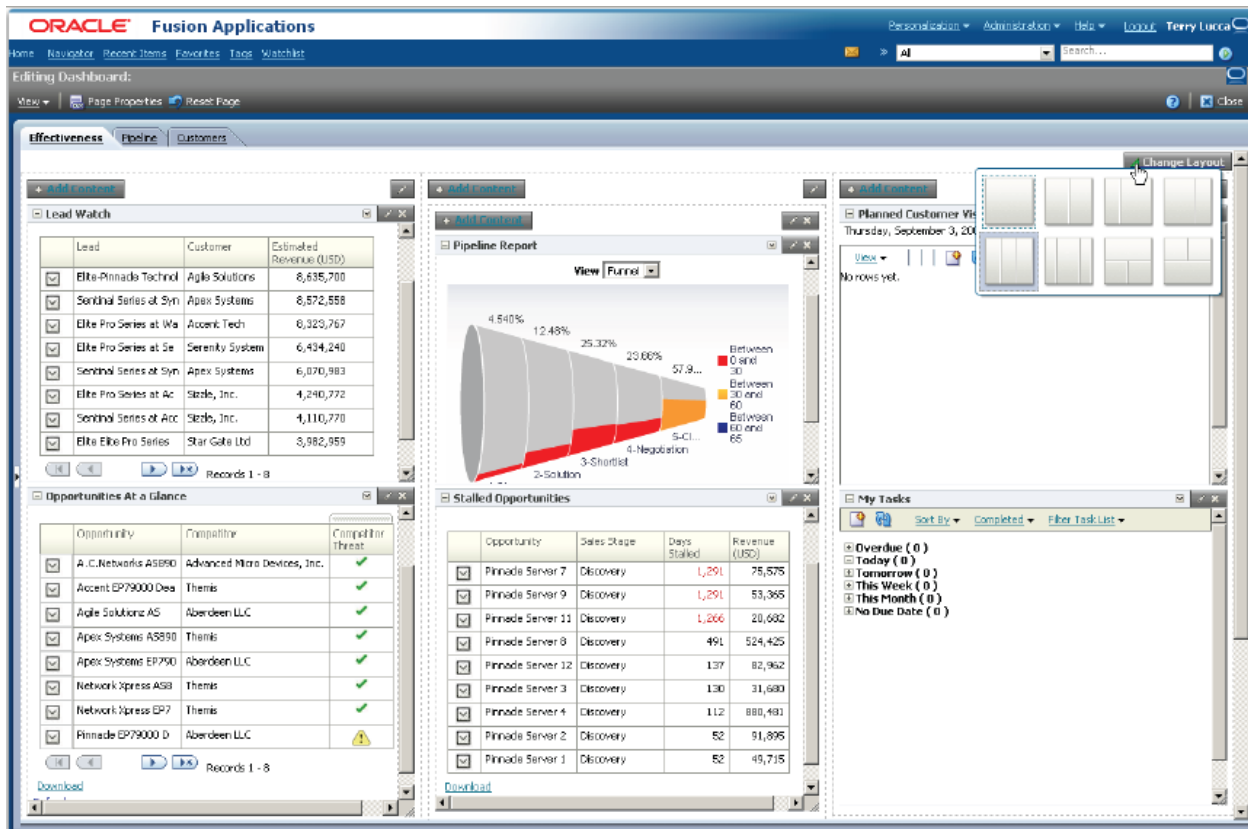 ORACLE® Fusion Applications
Personalization Administration Help Logout Terry Lucca
Home Navigator Recent Items Favorites Tags Watchlist
» All Search...
Editing Dashboard:
View Page Properties Reset Page
Close
Effectiveness Pipeline Customers
Change Layout
+ Add Content
+ Add Content
+ Add Content
Lead Watch
Lead Customer Estimated Revenue (USD)
Elite-Pinnacle Technol Agile Solutions 8,635,700
Sentinal Series at Syn Apex Systems 8,572,558
Elite Pro Series at Wa Accent Tech 8,323,767
Elite Pro Series at Se Serenity System 6,434,240
Sentinal Series at Syn Apex Systems 6,070,983
Elite Pro Series at Ac Sizzle, Inc. 4,240,772
Sentinal Series at Acc Sizzle, Inc. 4,110,770
Elite Elite Pro Series Star Gate Ltd 3,982,959
Records 1 - 8
Opportunities At a Glance
Opportunity Competitor Competitor Threat
A.C.Networks AS890 Advanced Micro Devices, Inc.
Accent EP79000 Dea Themis
Agile Solutionz AS Aberdeen LLC
Apex Systems AS890 Themis
Apex Systems EP790 Aberdeen LLC
Network Xpress AS8 Themis
Network Xpress EP7 Themis
Pinnacle EP79000 D Aberdeen LLC
Records 1 - 8
Download
+ Add Content
Pipeline Report
View Funnel
4.540%
12.48%
25.32%
23.66%
57.9...
5-Cl...
4-Negotiation
3-Shortlist
2-Solution
Between 0 and 30
Between 30 and 60
Between 60 and 65
Stalled Opportunities
Opportunity Sales Stage Days Stalled Revenue (USD)
Pinnacle Server 7 Discovery 1,291 75,575
Pinnacle Server 9 Discovery 1,291 53,365
Pinnacle Server 11 Discovery 1,266 20,682
Pinnacle Server 8 Discovery 491 524,425
Pinnacle Server 12 Discovery 137 82,962
Pinnacle Server 3 Discovery 130 31,680
Pinnacle Server 4 Discovery 112 880,481
Pinnacle Server 2 Discovery 52 91,895
Pinnacle Server 1 Discovery 52 49,715
Download
Planned Customer Vis
Thursday, September 3, 200
View
No rows yet.
My Tasks
Sort By Completed Filter Task List
Overdue ( 0 )
Today ( 0 )
Tomorrow ( 0 )
This Week ( 0 )
This Month ( 0 )
No Due Date ( 0 )